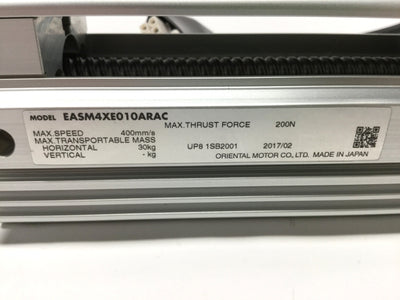 MODEL EASM4XE010ARAC
MAX.THRUST FORCE 200N
MAX.SPEED 400mm/s
MAX.TRANSPORTABLE MASS
HORIZONTAL 30kg
VERTICAL - kg
UP8 1SB2001 2017/02
ORIENTAL MOTOR CO.,LTD. MADE IN JAPAN